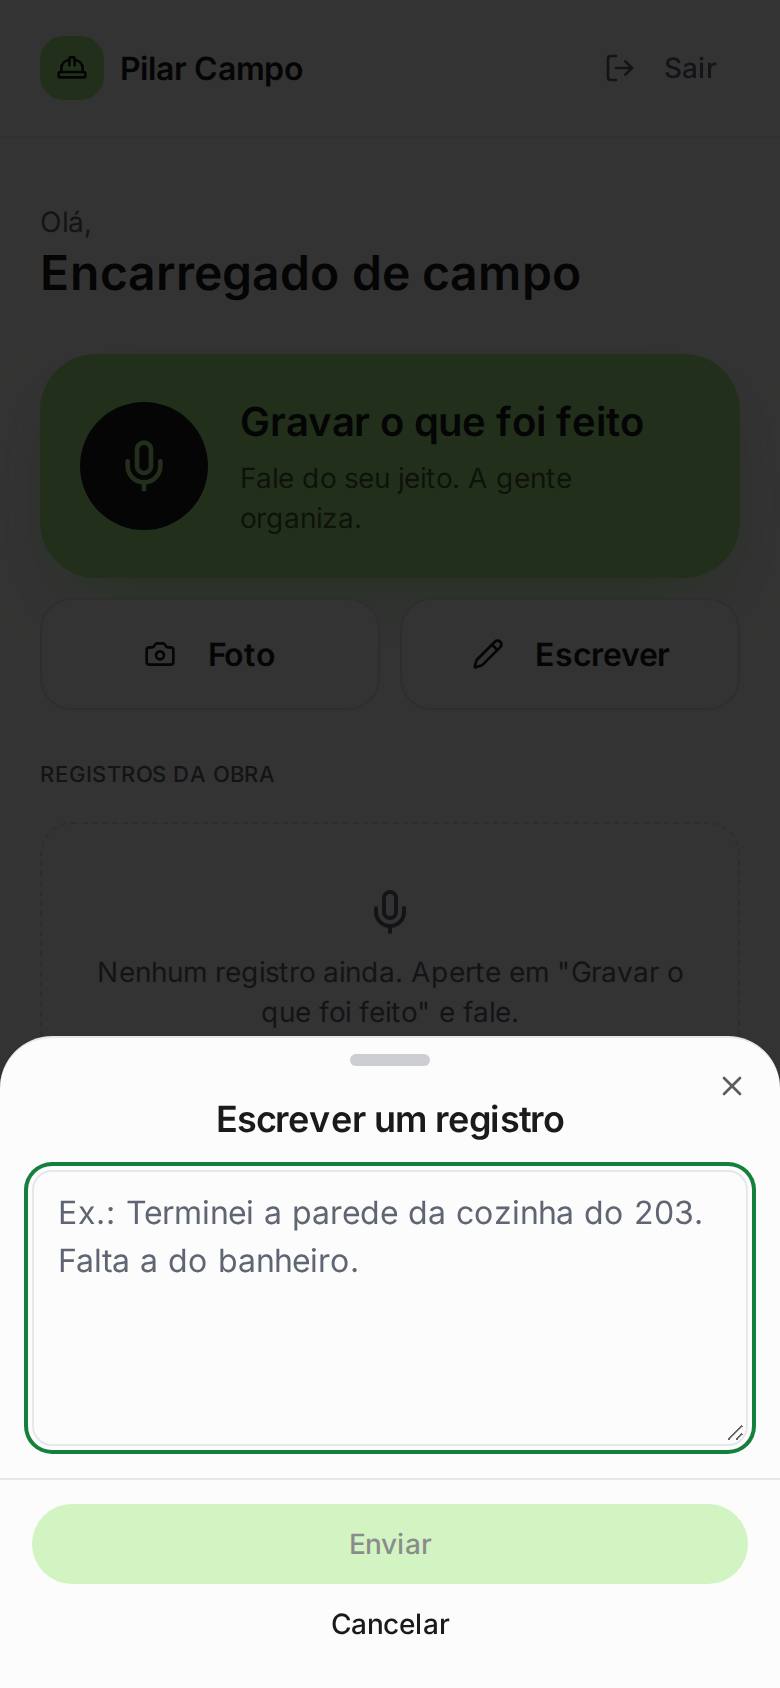 Pilar Campo
Sair
Olá,
Encarregado de campo
Gravar o que foi feito
Fale do seu jeito. A gente
organiza.
Foto
Escrever
REGISTROS DA OBRA
Nenhum registro ainda. Aperte em "Gravar o
que foi feito" e fale.
Escrever um registro
Ex.: Terminei a parede da cozinha do 203.
Falta a do banheiro.
Enviar
Cancelar